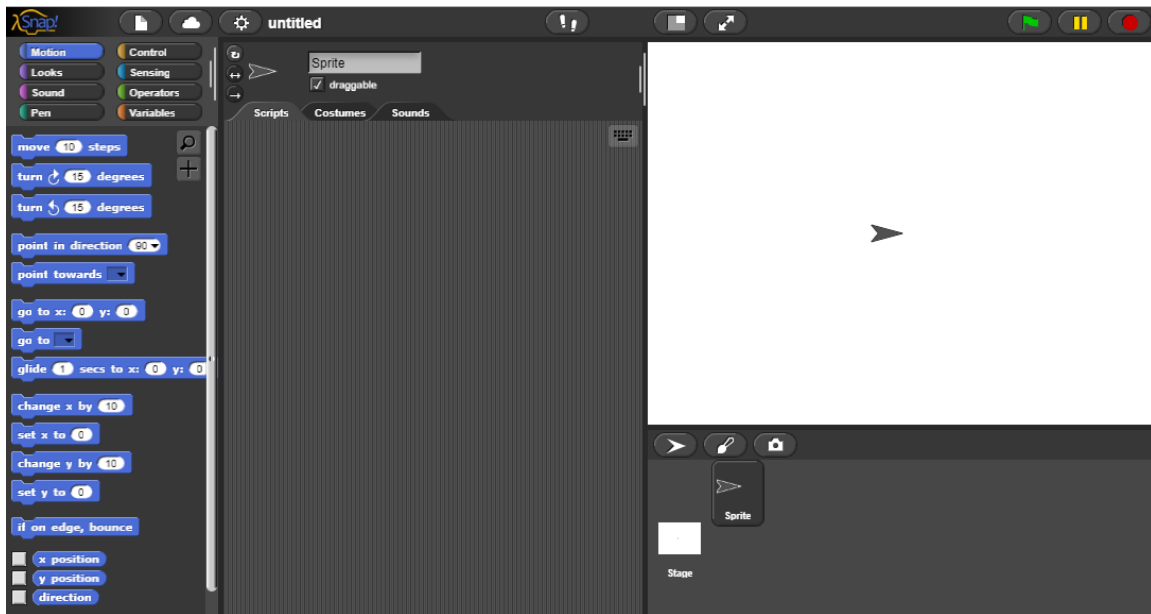 λSnap!
untitled
Motion
Control
Looks
Sensing
Sound
Operators
Pen
Variables
move 10 steps
turn 15 degrees
turn 15 degrees
point in direction 90
point towards
go to x: 0 y: 0
go to
glide 1 secs to x: 0 y: 0
change x by 10
set x to 0
change y by 10
set y to 0
if on edge, bounce
x position
y position
direction
Sprite
draggable
Scripts
Costumes
Sounds
Sprite
Stage